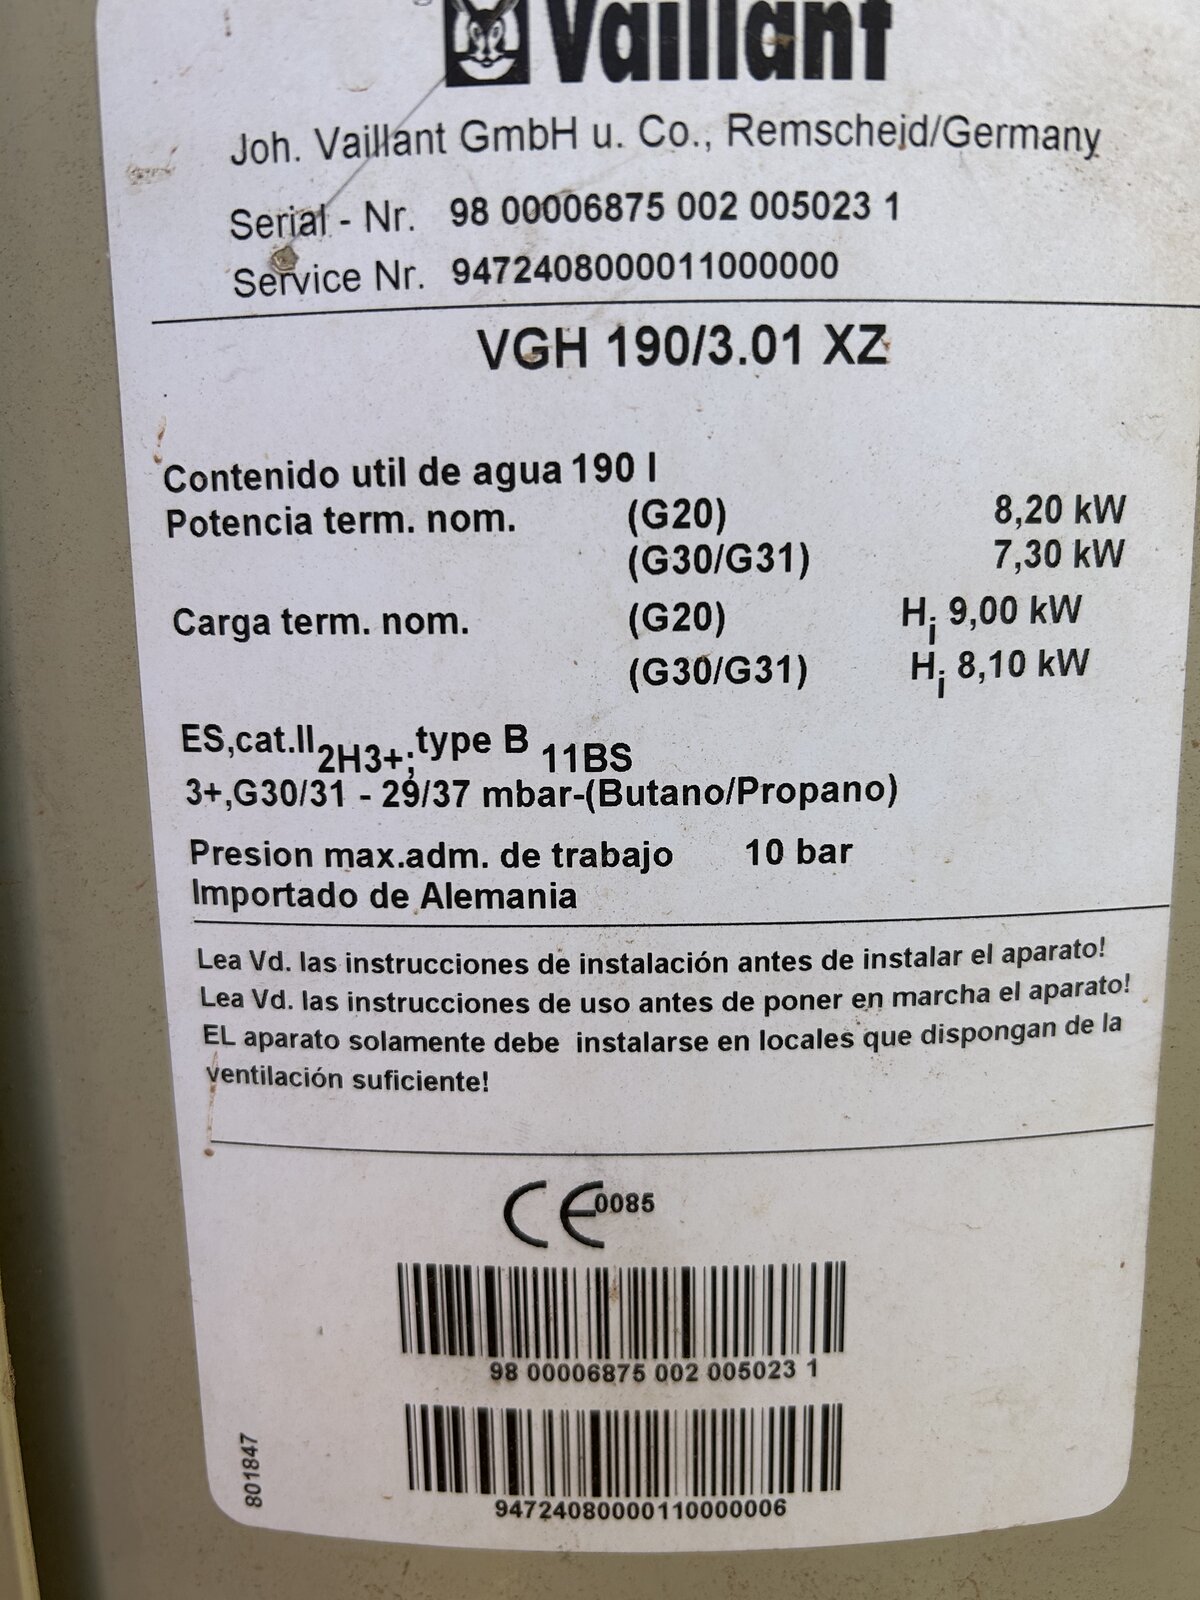 Vaillant
Joh. Vaillant GmbH u. Co., Remscheid/Germany
Serial - Nr. 98 00006875 002 005023 1
Service Nr. 9472408000011000000
VGH 190/3.01 XZ
Contenido util de agua 190 l
Potencia term. nom. (G20) 8,20 kW
(G30/G31) 7,30 kW
Carga term. nom. (G20) Hi 9,00 kW
(G30/G31) Hi 8,10 kW
ES,cat.II2H3+;type B 11BS
3+,G30/31 - 29/37 mbar-(Butano/Propano)
Presion max.adm. de trabajo 10 bar
Importado de Alemania
Lea Vd. las instrucciones de instalación antes de instalar el aparato!
Lea Vd. las instrucciones de uso antes de poner en marcha el aparato!
EL aparato solamente debe instalarse en locales que dispongan de la
ventilación suficiente!
CE 0085
98 00006875 002 005023 1
94724080000110000006
801847